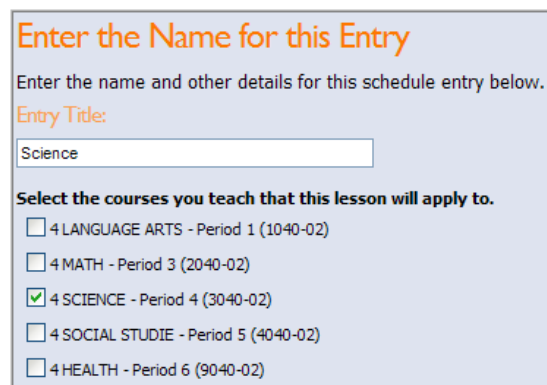 Enter the Name for this Entry
Enter the name and other details for this schedule entry below.
Entry Title:
Science
Select the courses you teach that this lesson will apply to.
4 LANGUAGE ARTS - Period 1 (1040-02)
4 MATH - Period 3 (2040-02)
4 SCIENCE - Period 4 (3040-02)
4 SOCIAL STUDIE - Period 5 (4040-02)
4 HEALTH - Period 6 (9040-02)